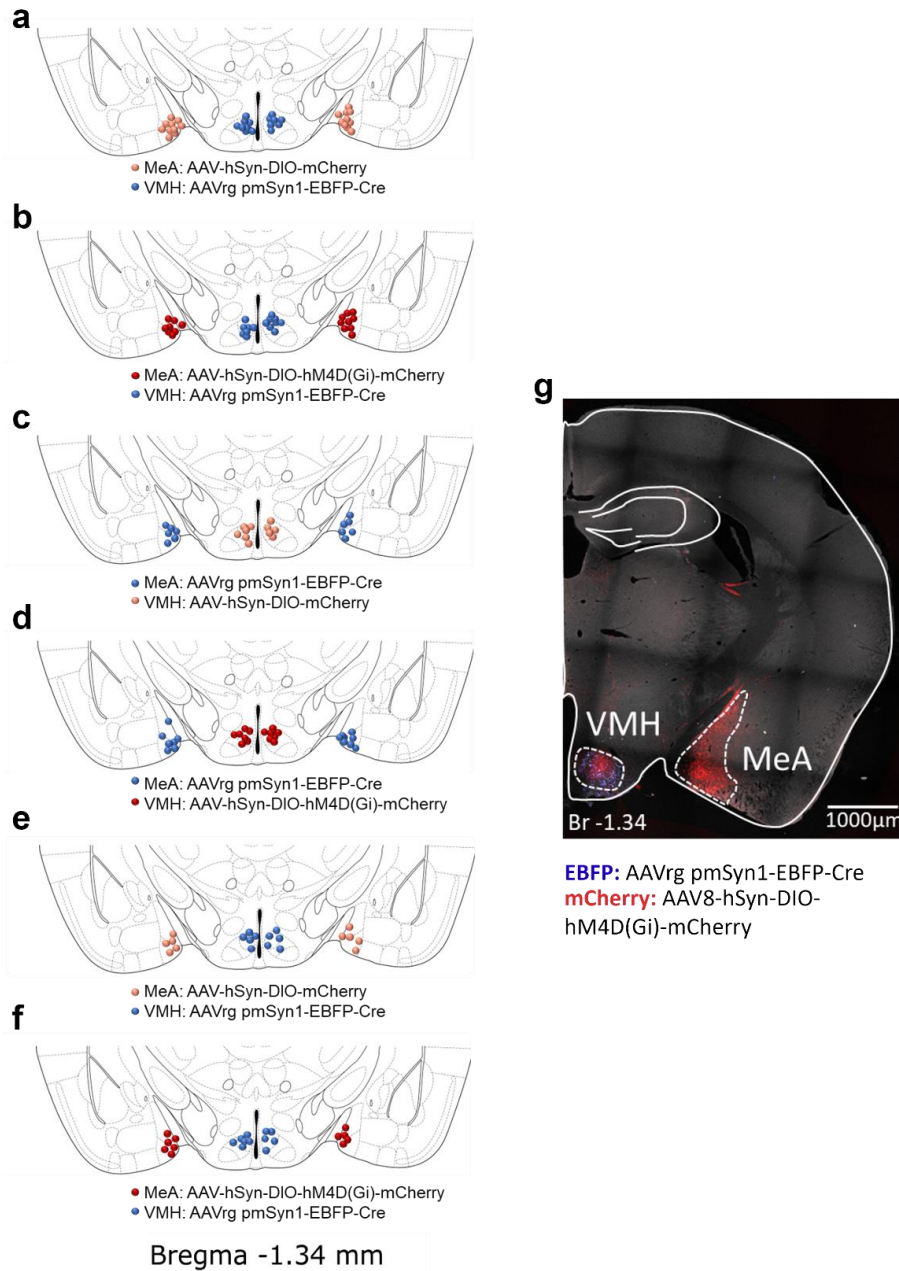 a
MeA: AAV-hSyn-DIO-mCherry
VMH: AAVrg pmSyn1-EBFP-Cre
b
MeA: AAV-hSyn-DIO-hM4D(Gi)-mCherry
VMH: AAVrg pmSyn1-EBFP-Cre
c
MeA: AAVrg pmSyn1-EBFP-Cre
VMH: AAV-hSyn-DIO-mCherry
d
MeA: AAVrg pmSyn1-EBFP-Cre
VMH: AAV-hSyn-DIO-hM4D(Gi)-mCherry
e
MeA: AAV-hSyn-DIO-mCherry
VMH: AAVrg pmSyn1-EBFP-Cre
f
MeA: AAV-hSyn-DIO-hM4D(Gi)-mCherry
VMH: AAVrg pmSyn1-EBFP-Cre
Bregma -1.34 mm
g
VMH
MeA
Br -1.34
1000µm
EBFP: AAVrg pmSyn1-EBFP-Cre
mCherry: AAV8-hSyn-DIO-
hM4D(Gi)-mCherry